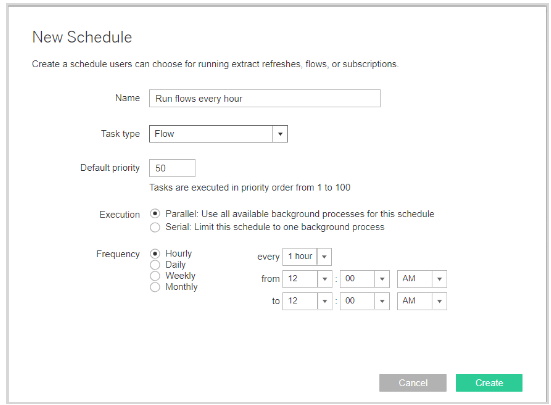 New Schedule
Create a schedule users can choose for running extract refreshes, flows, or subscriptions.
Name Run flows every hour
Task type Flow
Default priority 50
Tasks are executed in priority order from 1 to 100
Execution Parallel: Use all available background processes for this schedule
Serial: Limit this schedule to one background process
Frequency Hourly every 1 hour
Daily
Weekly from 12 : 00 AM
Monthly
to 12 : 00 AM
Cancel Create